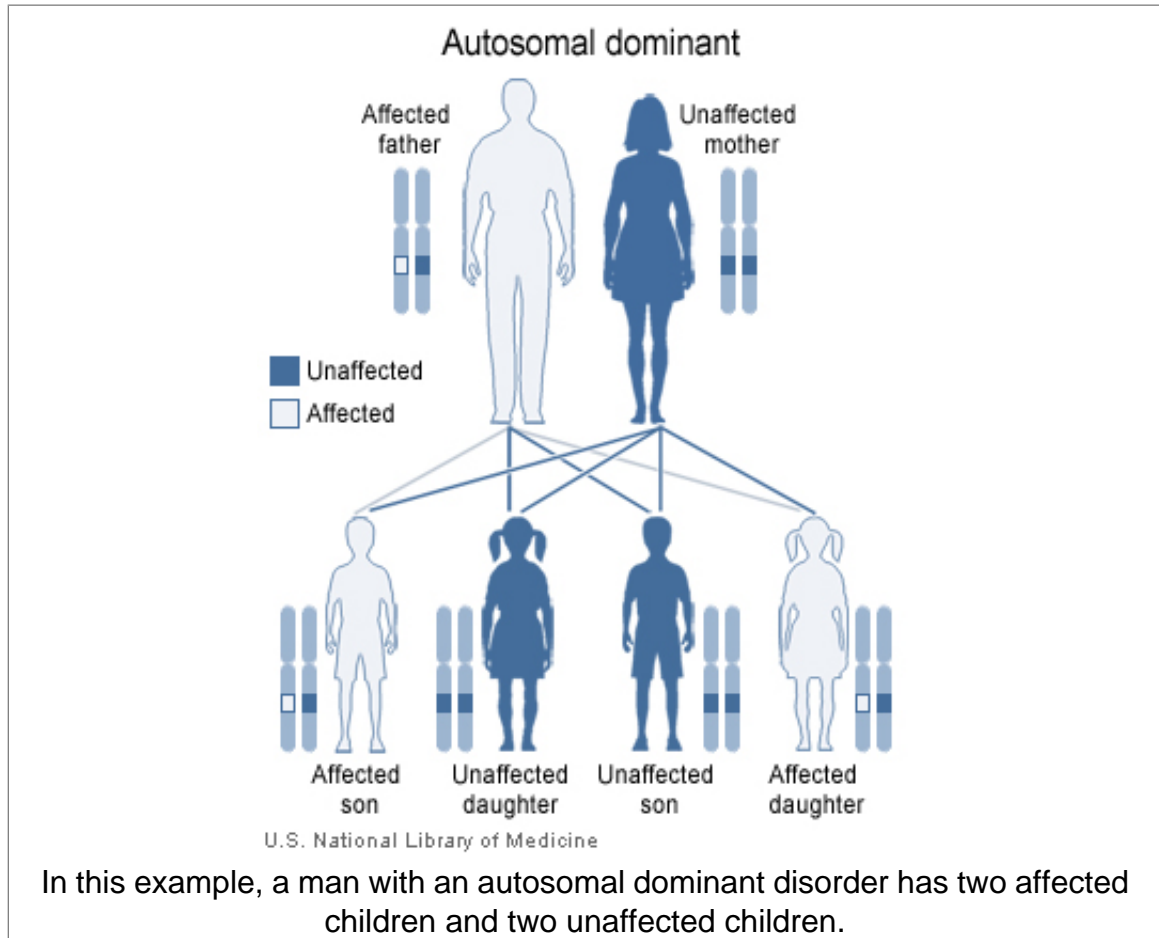 Autosomal dominant
Affected
father
Unaffected
mother
Unaffected
Affected
Affected
son
Unaffected
daughter
Unaffected
son
Affected
daughter
U.S. National Library of Medicine
In this example, a man with an autosomal dominant disorder has two affected
children and two unaffected children.